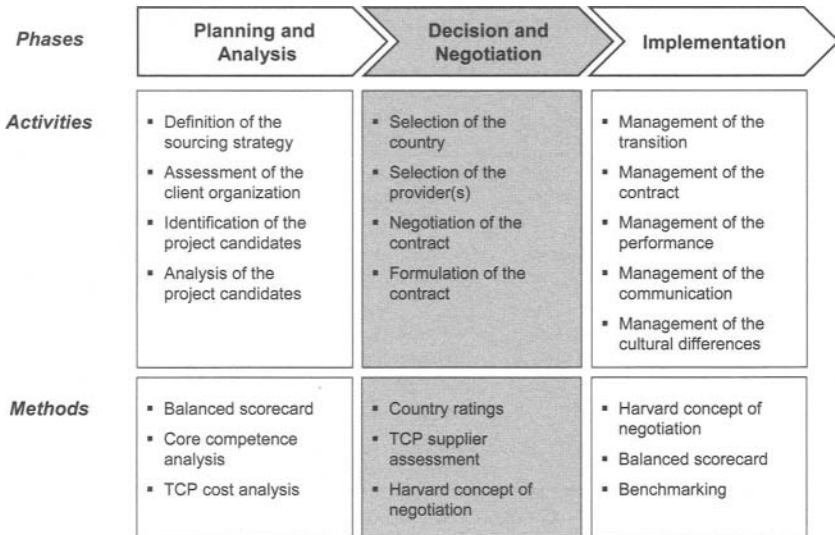 Phases
Planning and
Analysis
Decision and
Negotiation
Implementation
Activities
▪ Definition of the
sourcing strategy
▪ Assessment of the
client organization
▪ Identification of the
project candidates
▪ Analysis of the
project candidates
▪ Selection of the
country
▪ Selection of the
provider(s)
▪ Negotiation of the
contract
▪ Formulation of the
contract
▪ Management of the
transition
▪ Management of the
contract
▪ Management of the
performance
▪ Management of the
communication
▪ Management of the
cultural differences
Methods
▪ Balanced scorecard
▪ Core competence
analysis
▪ TCP cost analysis
▪ Country ratings
▪ TCP supplier
assessment
▪ Harvard concept of
negotiation
▪ Harvard concept of
negotiation
▪ Balanced scorecard
▪ Benchmarking